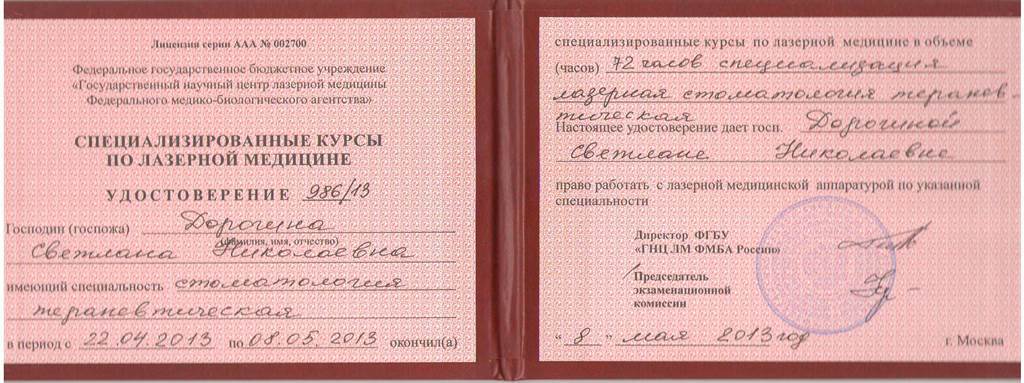 Лицензия серии ААА № 002700
Федеральное государственное бюджетное учреждение
«Государственный научный центр лазерной медицины
Федерального медико-биологического агентства»
СПЕЦИАЛИЗИРОВАННЫЕ КУРСЫ
ПО ЛАЗЕРНОЙ МЕДИЦИНЕ
УДОСТОВЕРЕНИЕ 986/13
Господин (госпожа) Дорогина
(фамилия, имя, отчество)
Светлана Николаевна
имеющий специальность стоматология
терапевтическая
в период с 22.04.2013 по 08.05.2013 окончил(а)
специализированные курсы по лазерной медицине в объеме
(часов) 72 часов специализация
лазерная стоматология терапев-
тическая
Настоящее удостоверение дает госп. Дорогиной
Светлане Николаевне
право работать с лазерной медицинской аппаратурой по указанной
специальности
Директор ФГБУ
«ГНЦ ЛМ ФМБА России»
Председатель
экзаменационной
комиссии
" 8 " мая 2013 год
г. Москва